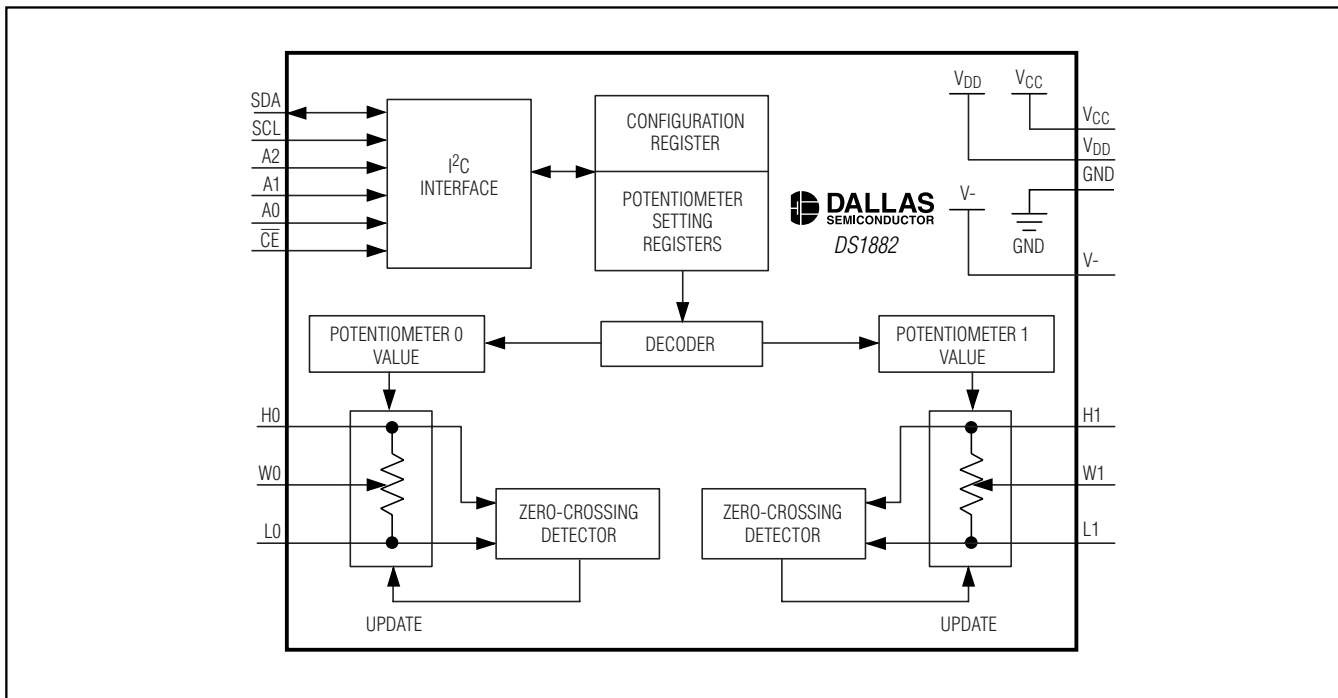 SDA
SCL
A2
A1
A0
CE
I²C
INTERFACE
CONFIGURATION
REGISTER
POTENTIOMETER
SETTING
REGISTERS
DALLAS
SEMICONDUCTOR
DS1882
VDD
VCC
VCC
VDD
GND
V-
GND
V-
POTENTIOMETER 0
VALUE
DECODER
POTENTIOMETER 1
VALUE
H0
W0
L0
ZERO-CROSSING
DETECTOR
UPDATE
ZERO-CROSSING
DETECTOR
UPDATE
H1
W1
L1